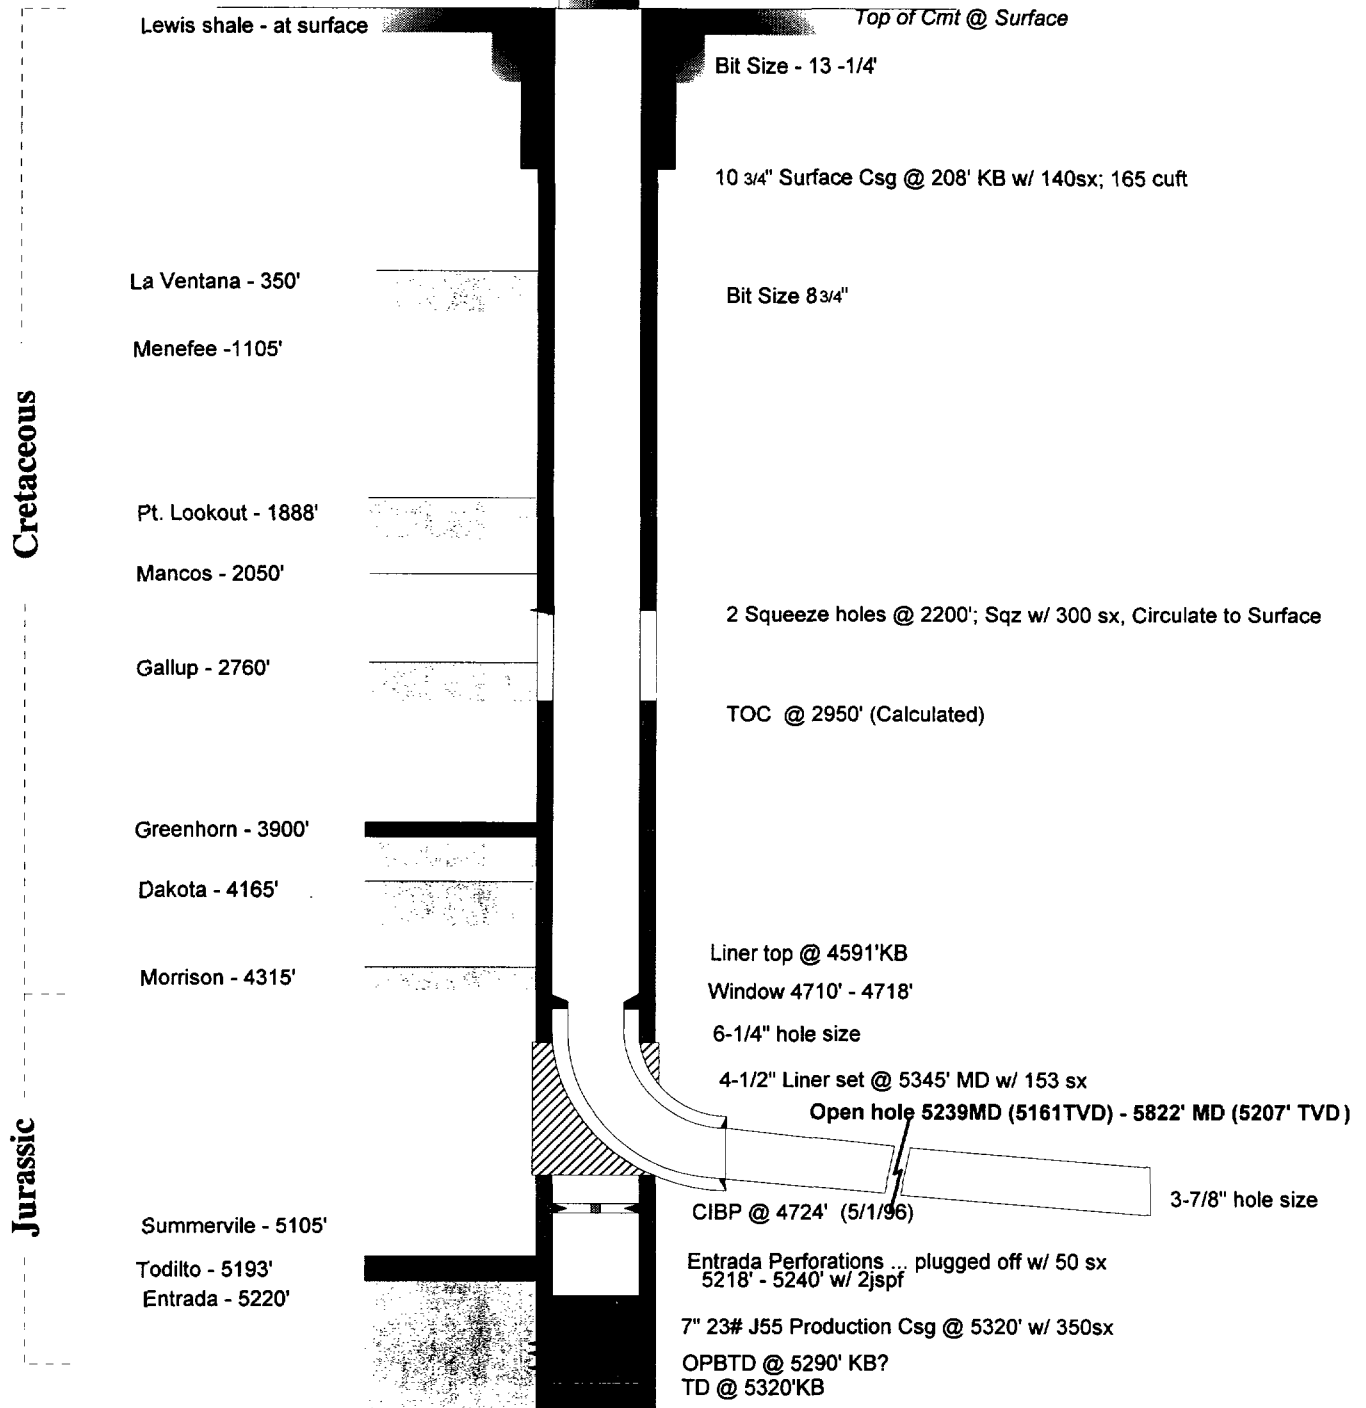 Lewis shale - at surface
Top of Cmt @ Surface
Bit Size - 13 -1/4'
10 3/4" Surface Csg @ 208' KB w/ 140sx; 165 cuft
La Ventana - 350'
Bit Size 8 3/4"
Menefee -1105'
Cretaceous
Pt. Lookout - 1888'
Mancos - 2050'
2 Squeeze holes @ 2200'; Sqz w/ 300 sx, Circulate to Surface
Gallup - 2760'
TOC @ 2950' (Calculated)
Greenhorn - 3900'
Dakota - 4165'
Liner top @ 4591'KB
Morrison - 4315'
Window 4710' - 4718'
6-1/4" hole size
4-1/2" Liner set @ 5345' MD w/ 153 sx
Open hole 5239MD (5161TVD) - 5822' MD (5207' TVD)
Jurassic
3-7/8" hole size
CIBP @ 4724' (5/1/96)
Summervile - 5105'
Entrada Perforations ... plugged off w/ 50 sx
Todilto - 5193'
5218' - 5240' w/ 2jspf
Entrada - 5220'
7" 23# J55 Production Csg @ 5320' w/ 350sx
OPBTD @ 5290' KB?
TD @ 5320'KB